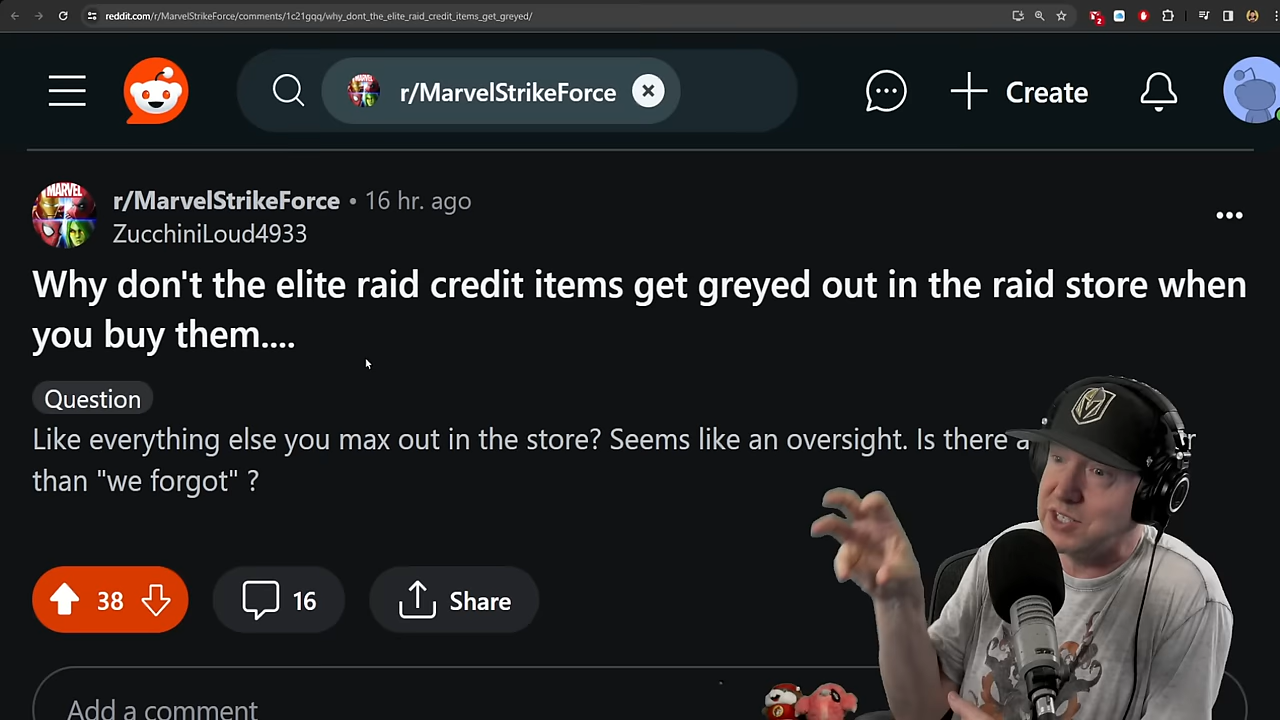 reddit.com/r/MarvelStrikeForce/comments/1c21gqq/why_dont_the_elite_raid_credit_items_get_greyed/
2
r/MarvelStrikeForce
Create
MARVEL
r/MarvelStrikeForce • 16 hr. ago
ZucchiniLoud4933
Why don't the elite raid credit items get greyed out in the raid store when
you buy them....
Question
Like everything else you max out in the store? Seems like an oversight. Is there
than "we forgot" ?
38
16
Share
Add a comment